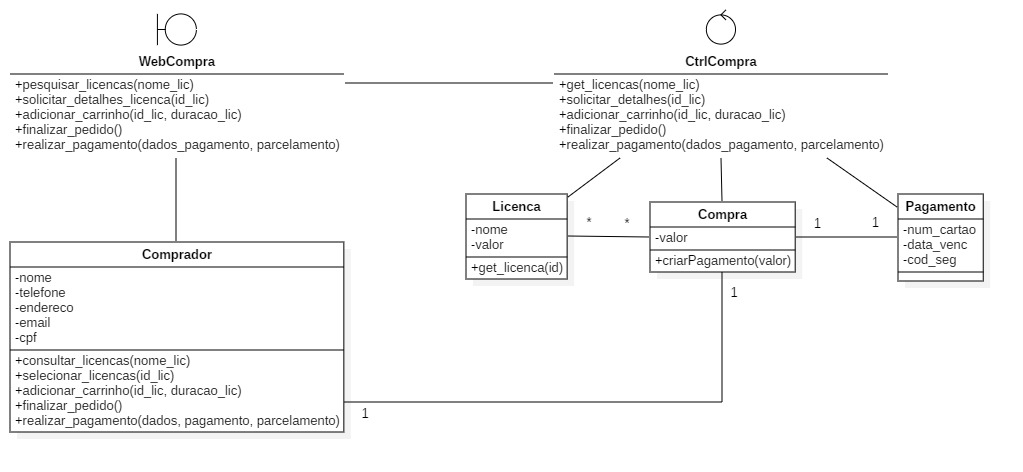 WebCompra
+pesquisar_licencas(nome_lic)
+solicitar_detalhes_licenca(id_lic)
+adicionar_carrinho(id_lic, duracao_lic)
+finalizar_pedido()
+realizar_pagamento(dados_pagamento, parcelamento)
CtrlCompra
+get_licencas(nome_lic)
+solicitar_detalhes(id_lic)
+adicionar_carrinho(id_lic, duracao_lic)
+finalizar_pedido()
+realizar_pagamento(dados_pagamento, parcelamento)
Licenca
-nome
-valor
+get_licenca(id)
*
*
Compra
-valor
+criarPagamento(valor)
1
1
Pagamento
-num_cartao
-data_venc
-cod_seg
1
Comprador
-nome
-telefone
-endereco
-email
-cpf
+consultar_licencas(nome_lic)
+selecionar_licencas(id_lic)
+adicionar_carrinho(id_lic, duracao_lic)
+finalizar_pedido()
+realizar_pagamento(dados, pagamento, parcelamento)
1